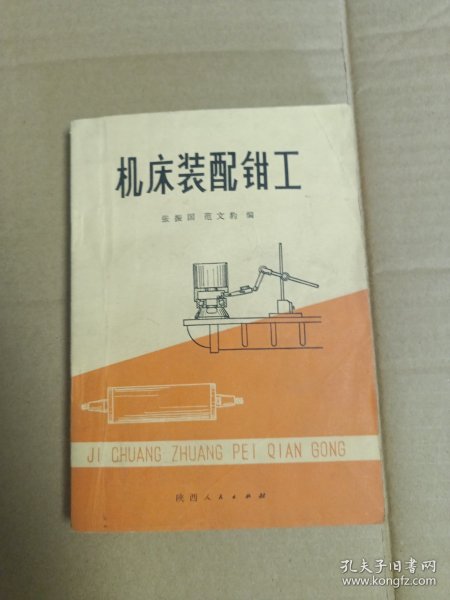 机床装配钳工
张振国 范文豹 编
JI CHUANG ZHUANG PEI QIAN GONG
陕西人民出版社
孔夫子旧书网
www.kongfz.com